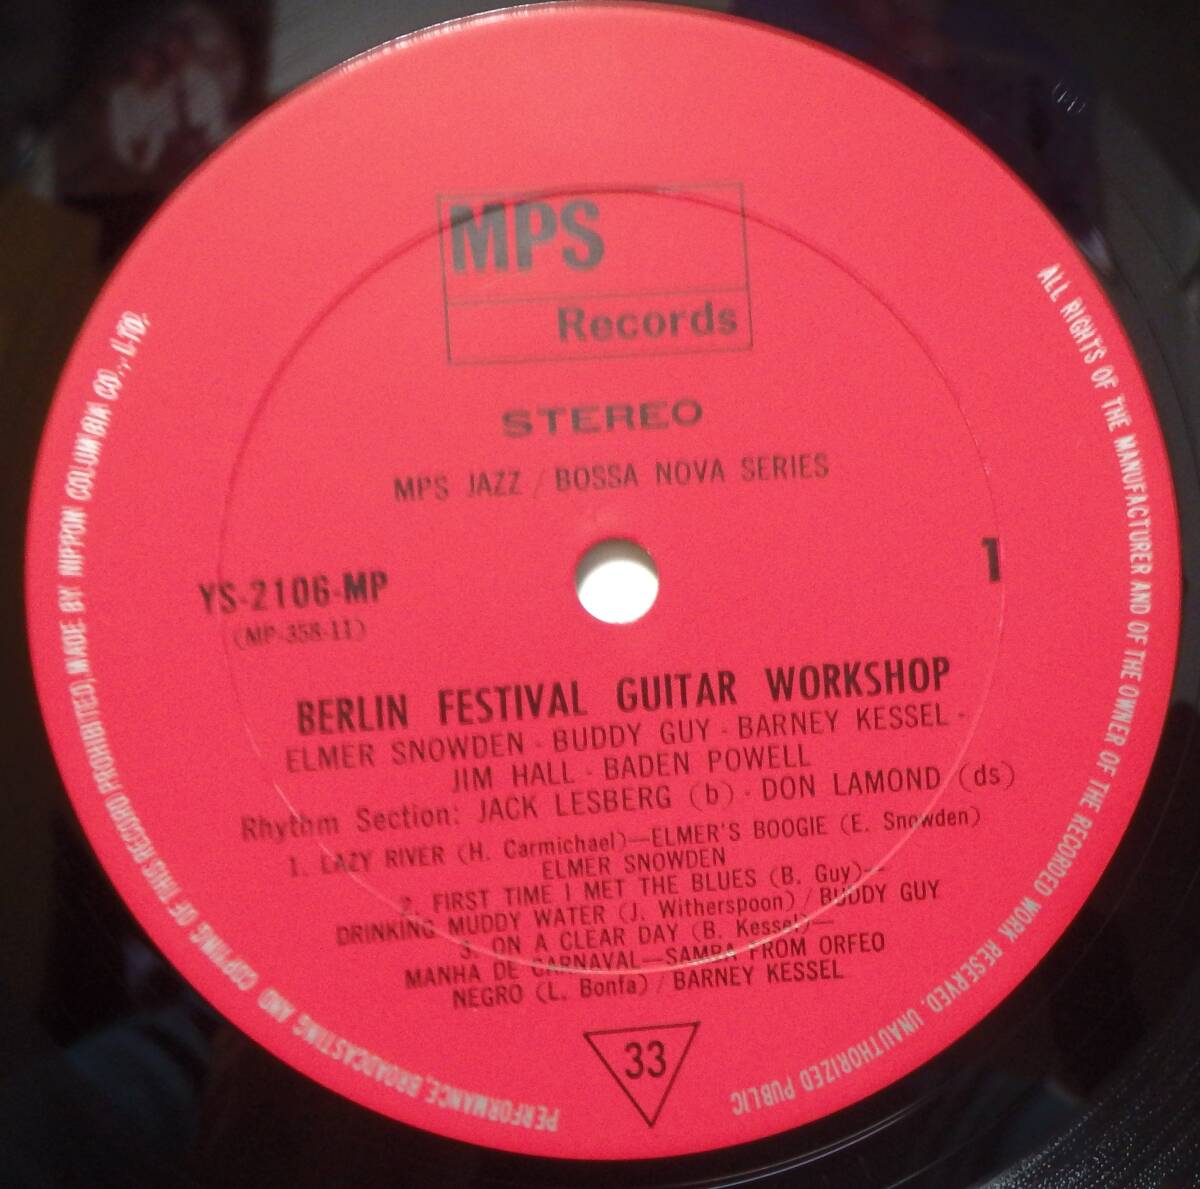 MPS
Records
STEREO
MPS JAZZ / BOSSA NOVA SERIES
YS-2106-MP
(MP-358-11)
1
BERLIN FESTIVAL GUITAR WORKSHOP
ELMER SNOWDEN · BUDDY GUY · BARNEY KESSEL ·
JIM HALL · BADEN POWELL
Rhythm Section: JACK LESBERG (b) · DON LAMOND (ds)
1. LAZY RIVER (H. Carmichael)—ELMER'S BOOGIE (E. Snowden)
ELMER SNOWDEN
2. FIRST TIME I MET THE BLUES (B. Guy)—
DRINKING MUDDY WATER (J. Witherspoon) / BUDDY GUY
3. ON A CLEAR DAY (B. Kessel)—
MANHA DE CARNAVAL—SAMBA FROM ORFEO
NEGRO (L. Bonfa) / BARNEY KESSEL
33
ALL RIGHTS OF THE MANUFACTURER AND OF THE OWNER OF THE RECORDED WORK RESERVED. UNAUTHORIZED PUBLIC
PERFORMANCE, BROADCASTING AND COPYING OF THIS RECORD PROHIBITED, MADE BY NIPPON COLUMBIA CO., LTD.